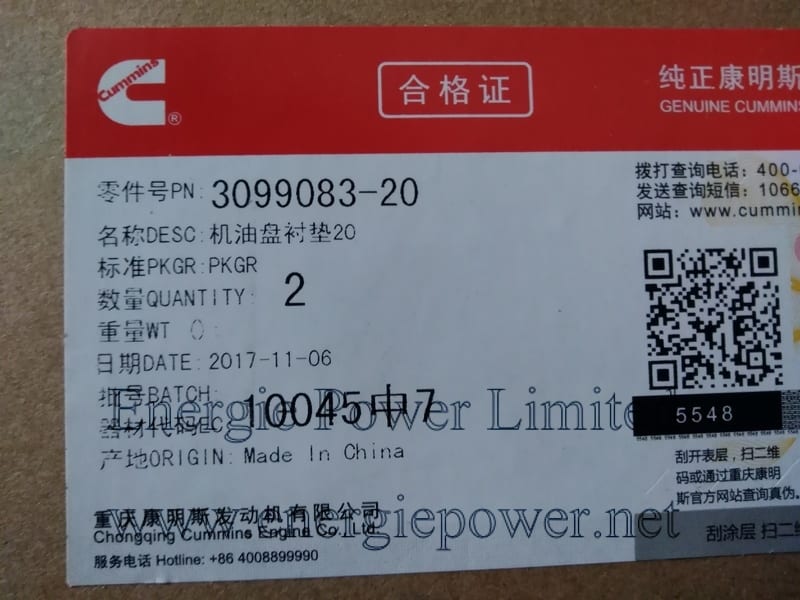 Cummins
®
合格证
纯正康明斯
GENUINE CUMMINS
零件号PN: 3099083-20
名称DESC:机油盘衬垫20
标准PKGR:PKGR
数量QUANTITY: 2
重量WT 0
日期DATE: 2017-11-06
批号BATCH:
器材代码EC: 10045中7
产地ORIGIN: Made In China
重庆康明斯发动机有限公司
Chongqing Cummins Engine Co., Ltd.
服务电话 Hotline: +86 4008899990
拨打查询电话: 400-
发送查询短信: 1066
网站: www.cummin
5548
刮开表层,扫二维
码或通过重庆康明
斯官方网站查询真伪。
刮涂层 扫二维
Energie Power Limited
www.energiepower.net